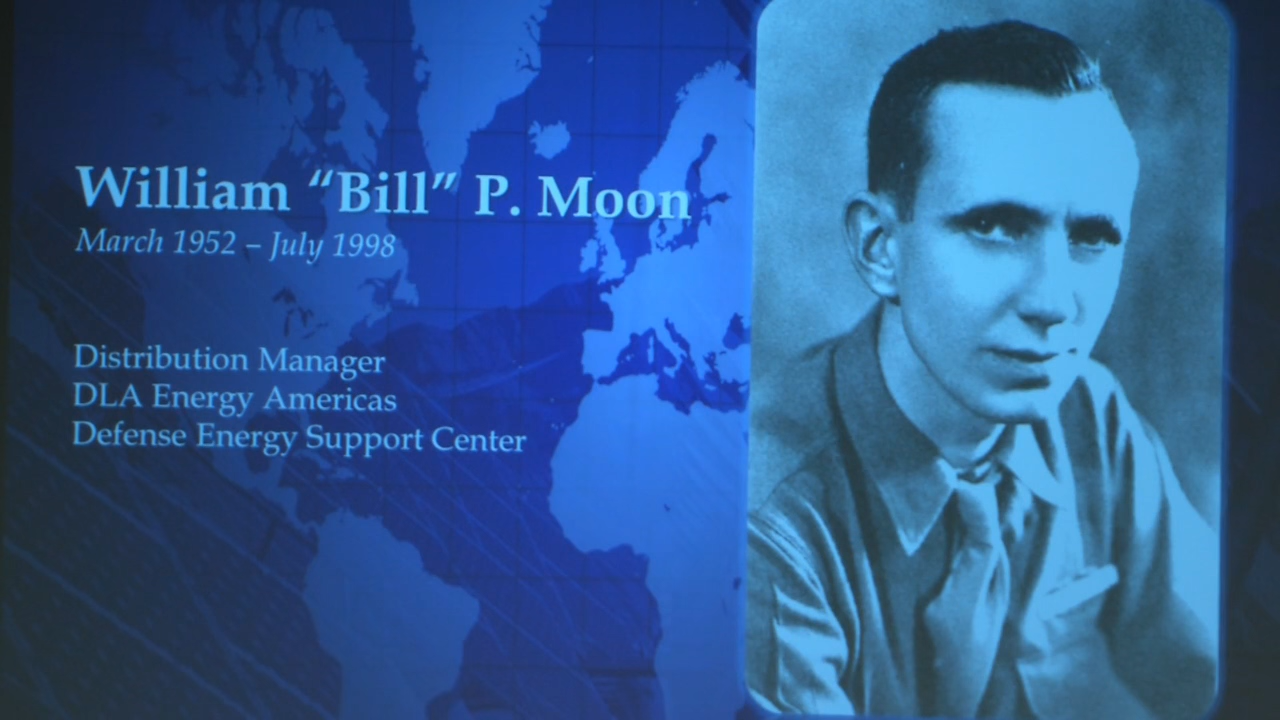 William “Bill” P. Moon
March 1952 – July 1998
Distribution Manager
DLA Energy Americas
Defense Energy Support Center